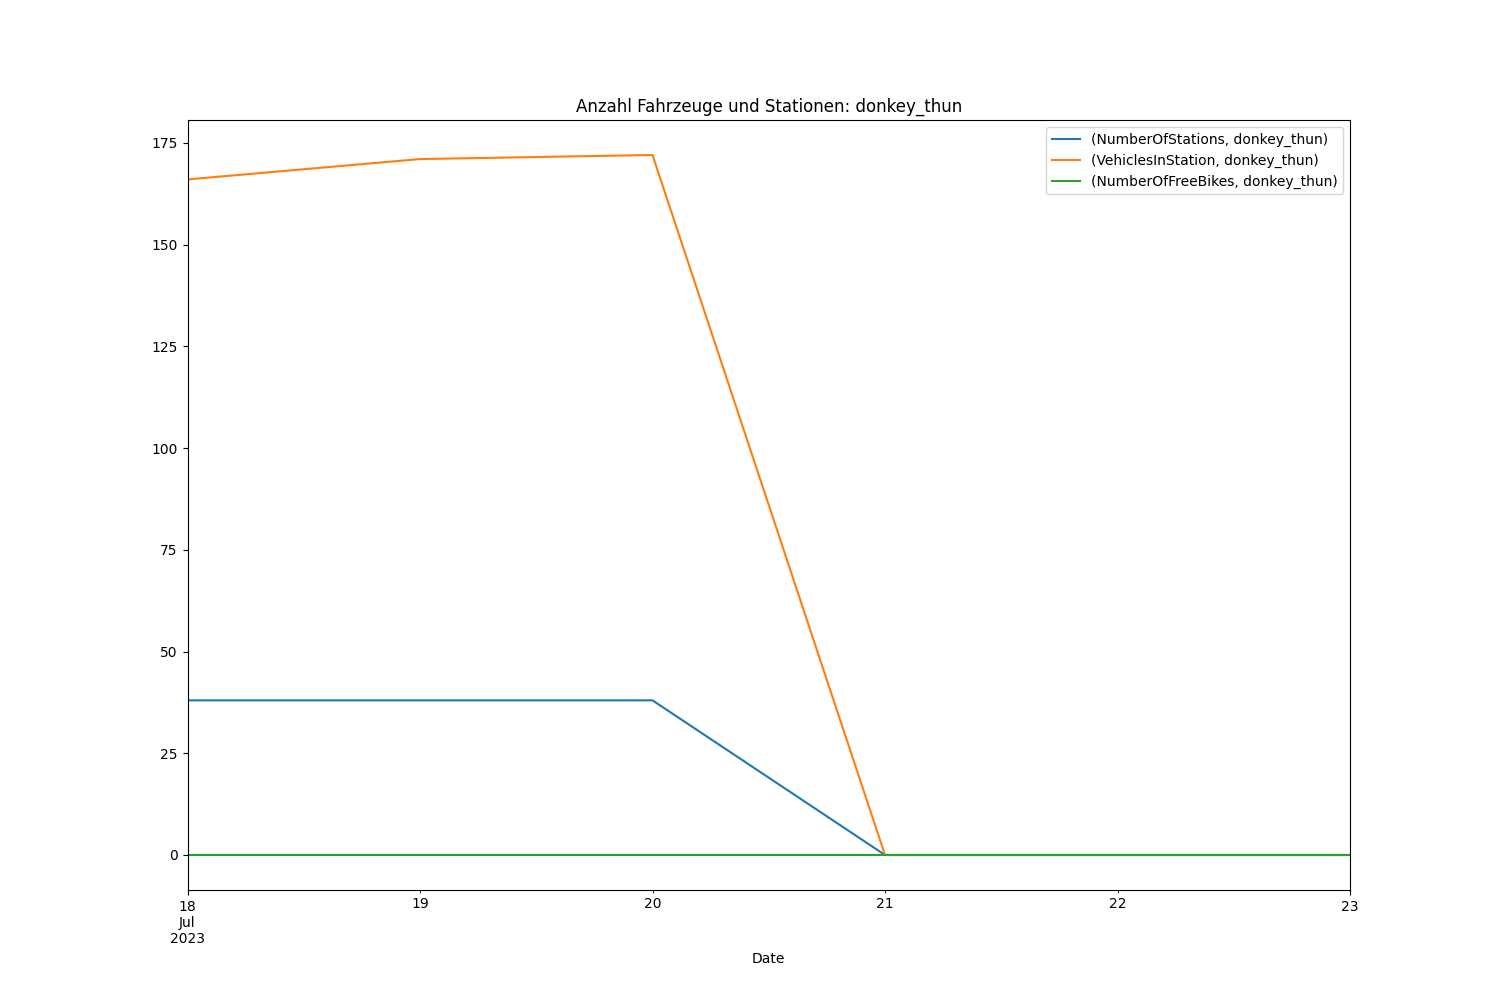 Anzahl Fahrzeuge und Stationen: donkey_thun
(NumberOfStations, donkey_thun)
(VehiclesInStation, donkey_thun)
(NumberOfFreeBikes, donkey_thun)
175
150
125
100
75
50
25
0
18 19 20 21 22 23
Jul
2023
Date